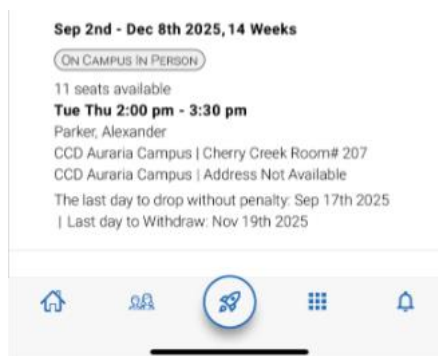 Sep 2nd - Dec 8th 2025, 14 Weeks
ON CAMPUS IN PERSON
11 seats available
Tue Thu 2:00 pm - 3:30 pm
Parker, Alexander
CCD Auraria Campus | Cherry Creek Room# 207
CCD Auraria Campus | Address Not Available
The last day to drop without penalty: Sep 17th 2025
| Last day to Withdraw: Nov 19th 2025